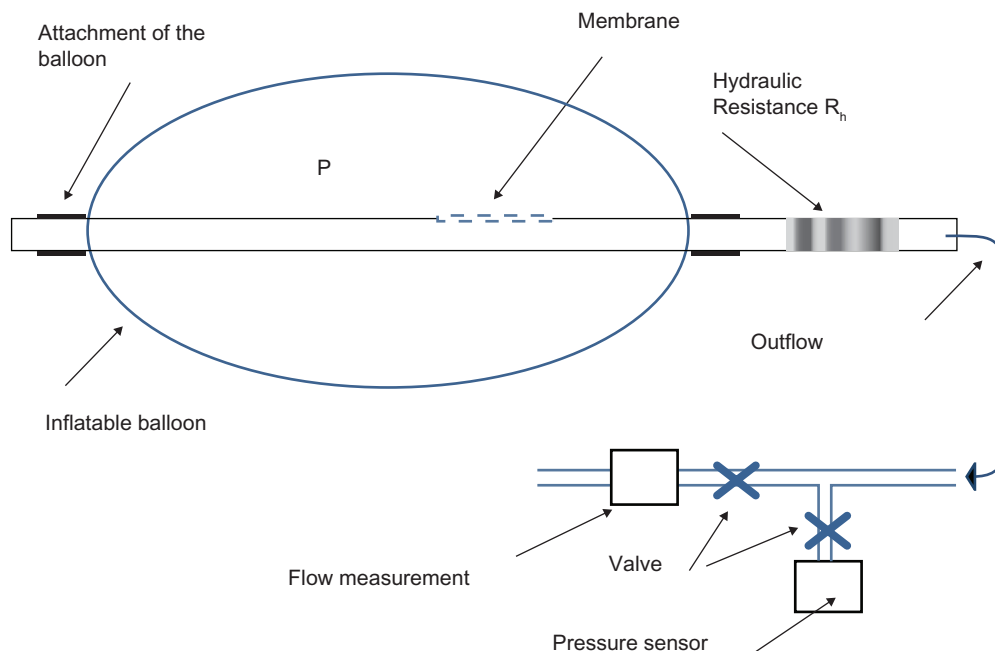 Attachment of the
balloon
Membrane
Hydraulic
Resistance Rₕ
P
Outflow
Inflatable balloon
Flow measurement
Valve
Pressure sensor